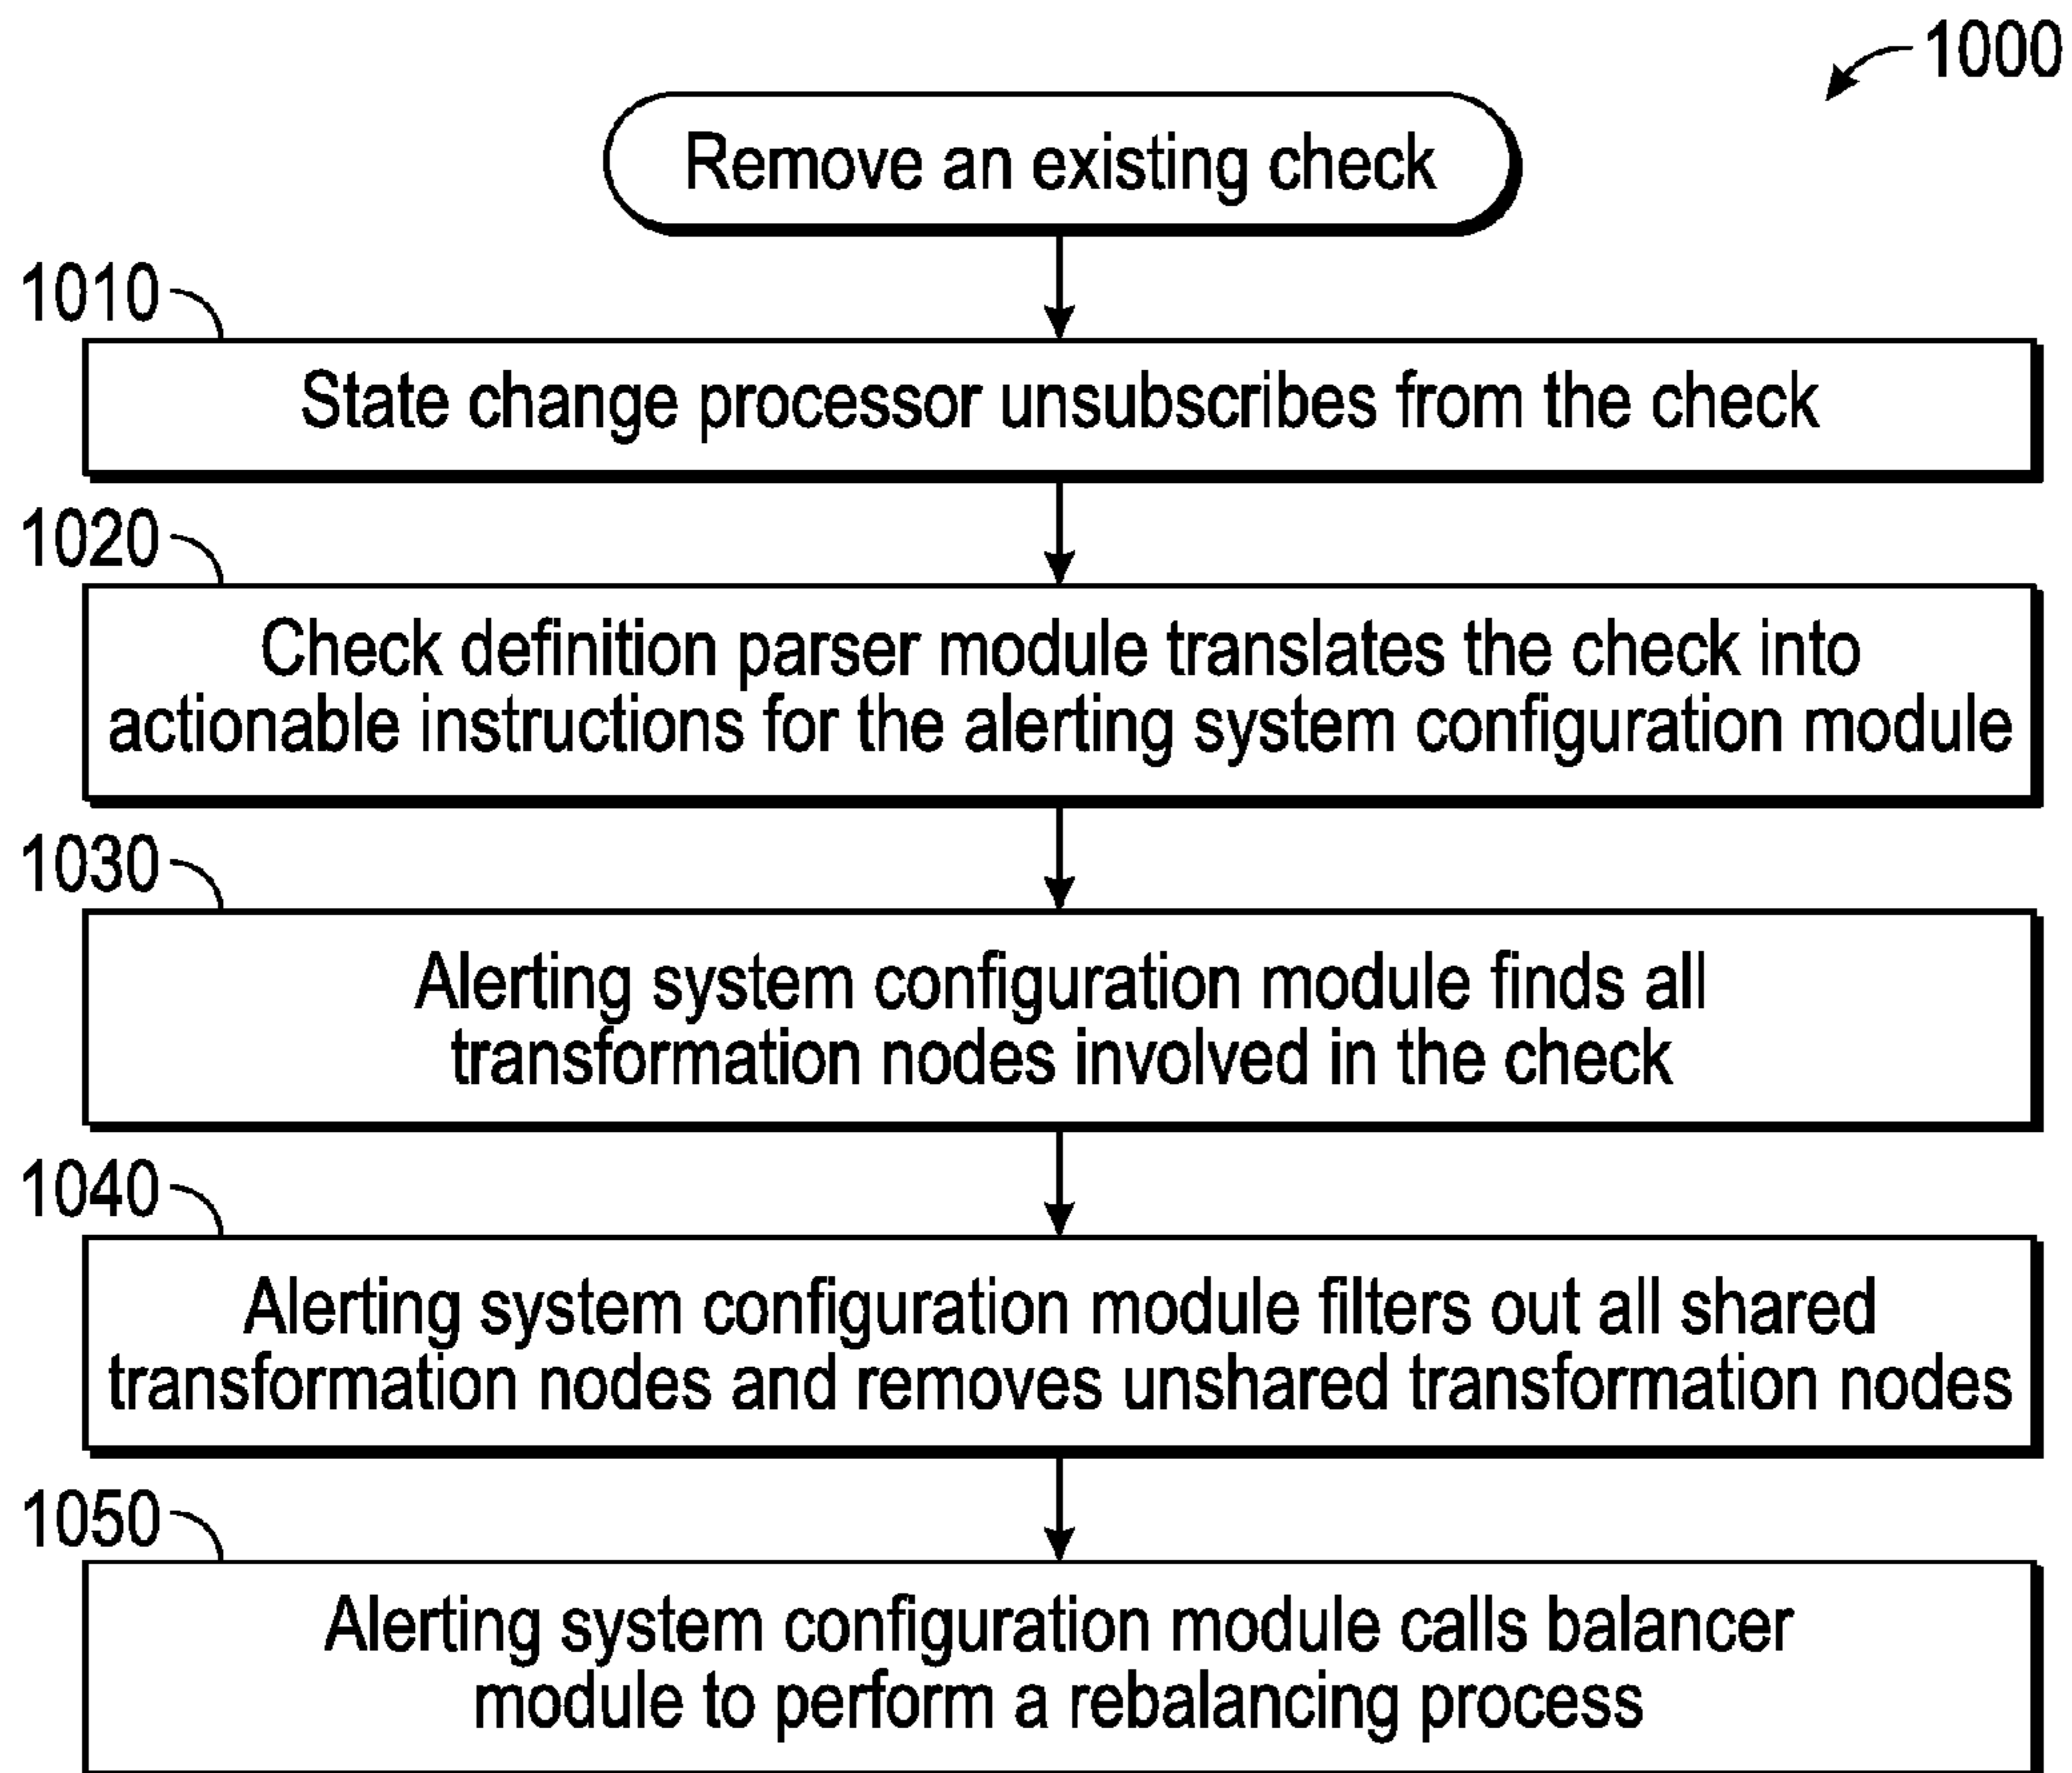 1000
Remove an existing check
1010
State change processor unsubscribes from the check
1020
Check definition parser module translates the check into
actionable instructions for the alerting system configuration module
1030
Alerting system configuration module finds all
transformation nodes involved in the check
1040
Alerting system configuration module filters out all shared
transformation nodes and removes unshared transformation nodes
1050
Alerting system configuration module calls balancer
module to perform a rebalancing process